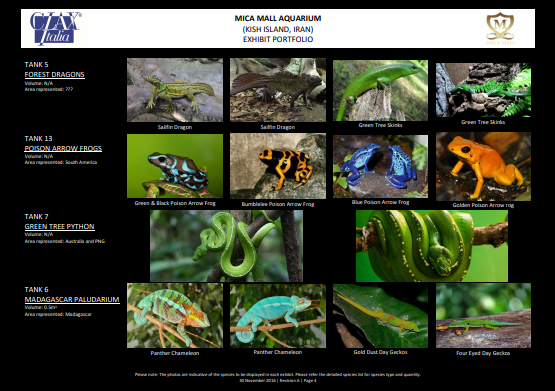 CLAX
Italia
MICA MALL AQUARIUM
(KISH ISLAND, IRAN)
EXHIBIT PORTFOLIO
M
TANK 5
FOREST DRAGONS
Volume: N/A
Area represented: ???
Sailfin Dragon
Sailfin Dragon
Green Tree Skinks
Green Tree Skinks
TANK 13
POISON ARROW FROGS
Volume: N/A
Area represented: South America
Green & Black Poison Arrow Frog
Bumblelee Poison Arrow Frog
Blue Poison Arrow Frog
Golden Poison Arrow rog
TANK 7
GREEN TREE PYTHON
Volume: N/A
Area represented: Australia and PNG
TANK 6
MADAGASCAR PALUDARIUM
Volume: 0.5m³
Area represented: Madagascar
Panther Chameleon
Panther Chameleon
Gold Dust Day Geckos
Four Eyed Day Geckos
Please note: The photos are indicative of the species to be displayed in each exhibit. Please refer the detailed species list for species type and quantity.
30 November 2016 | Revision A | Page 4